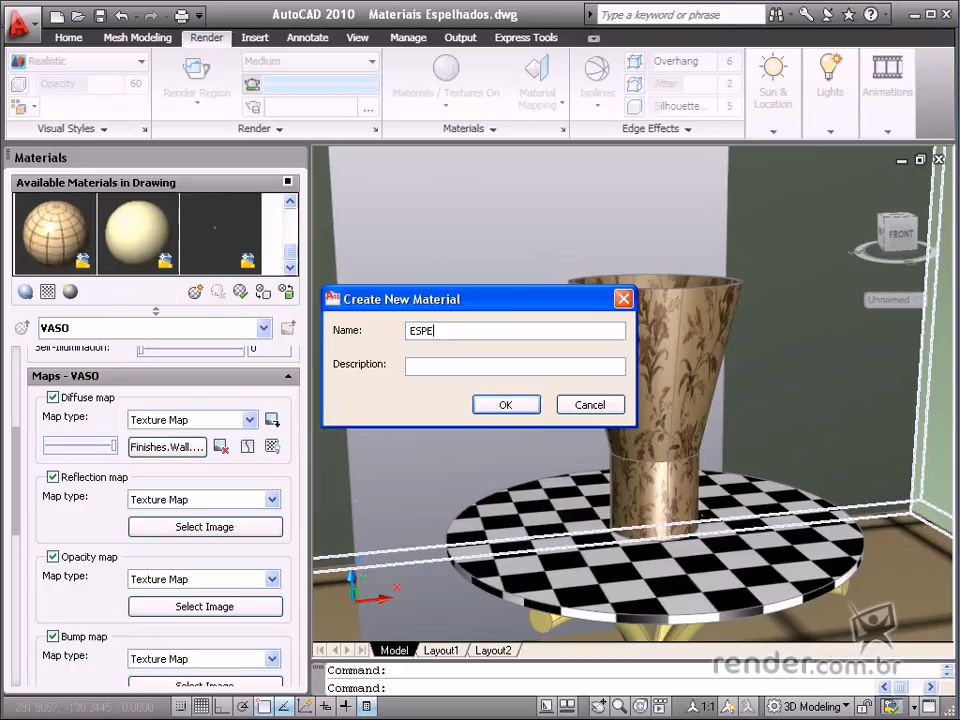 AutoCAD 2010 Materiais Espelhados.dwg
Type a keyword or phrase
Home Mesh Modeling Render Insert Annotate View Manage Output Express Tools
Realistic
Opacity 60
Visual Styles
Render Region
Medium
...
Render
Materials / Textures On
Material Mapping
Materials
Isolines
Overhang 6
Jitter 2
Silhouette... 5
Edge Effects
Sun & Location
Lights
Animations
Materials
Available Materials in Drawing
VASO
Self-Illumination 0
Maps - VASO
Diffuse map
Map type: Texture Map
Finishes.Wall....
Reflection map
Map type: Texture Map
Select Image
Opacity map
Map type: Texture Map
Select Image
Bump map
Map type: Texture Map
Create New Material
Name: ESPE
Description:
OK Cancel
FRONT
Unnamed
render.com.br
Model Layout1 Layout2
Command:
Command:
1:1 3D Modeling